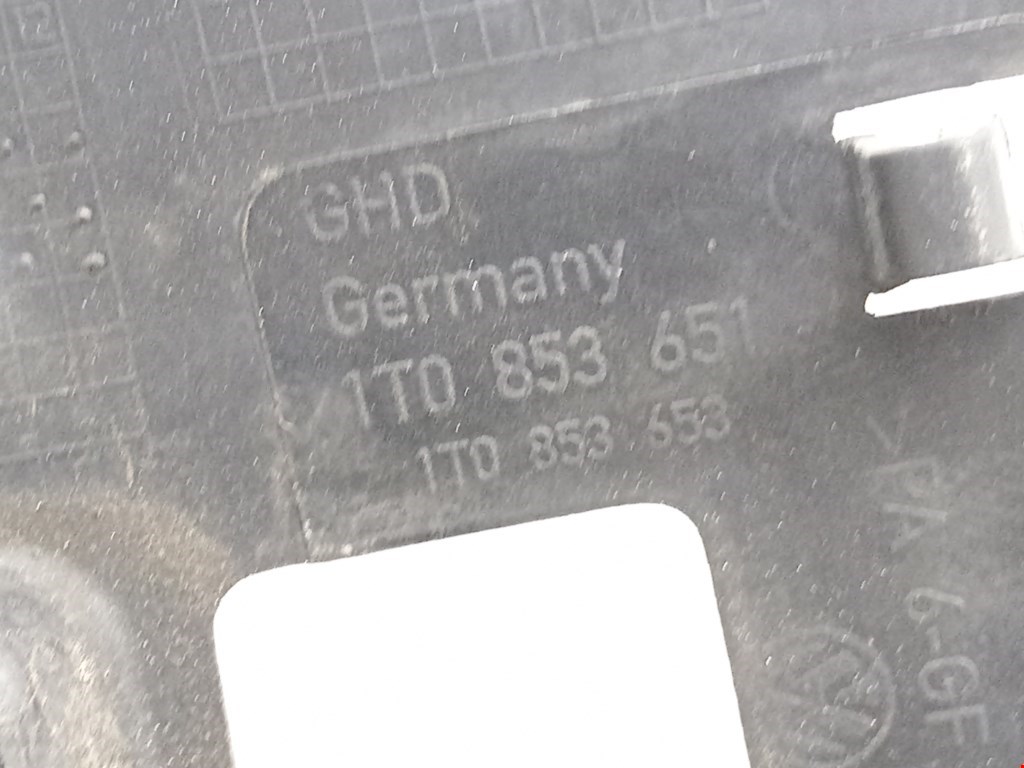 GHD
Germany
1T0 853 651
1T0 853 653
>PA 6-GF